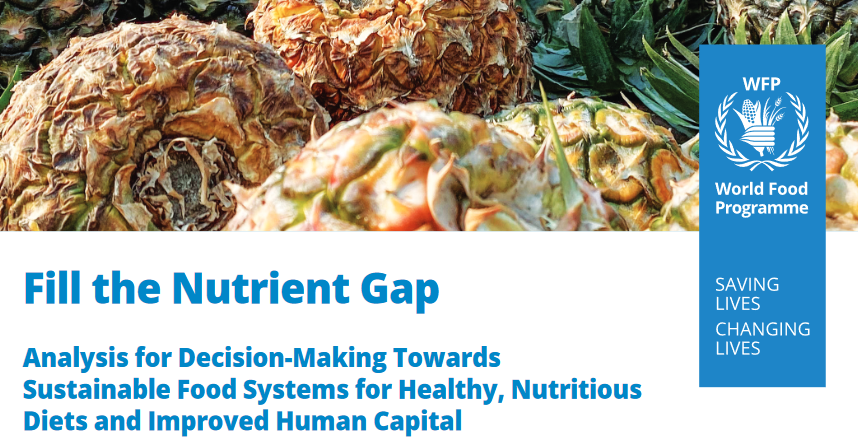 WFP
World Food
Programme
SAVING
LIVES
CHANGING
LIVES
Fill the Nutrient Gap
Analysis for Decision-Making Towards
Sustainable Food Systems for Healthy, Nutritious
Diets and Improved Human Capital